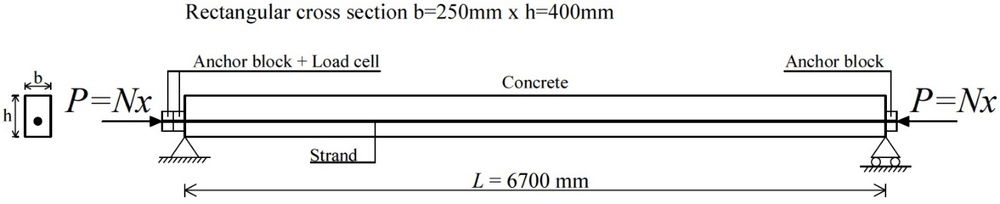 Rectangular cross section b=250mm x h=400mm
Anchor block + Load cell
Anchor block
Concrete
b
h
P=Nx
P=Nx
Strand
L = 6700 mm